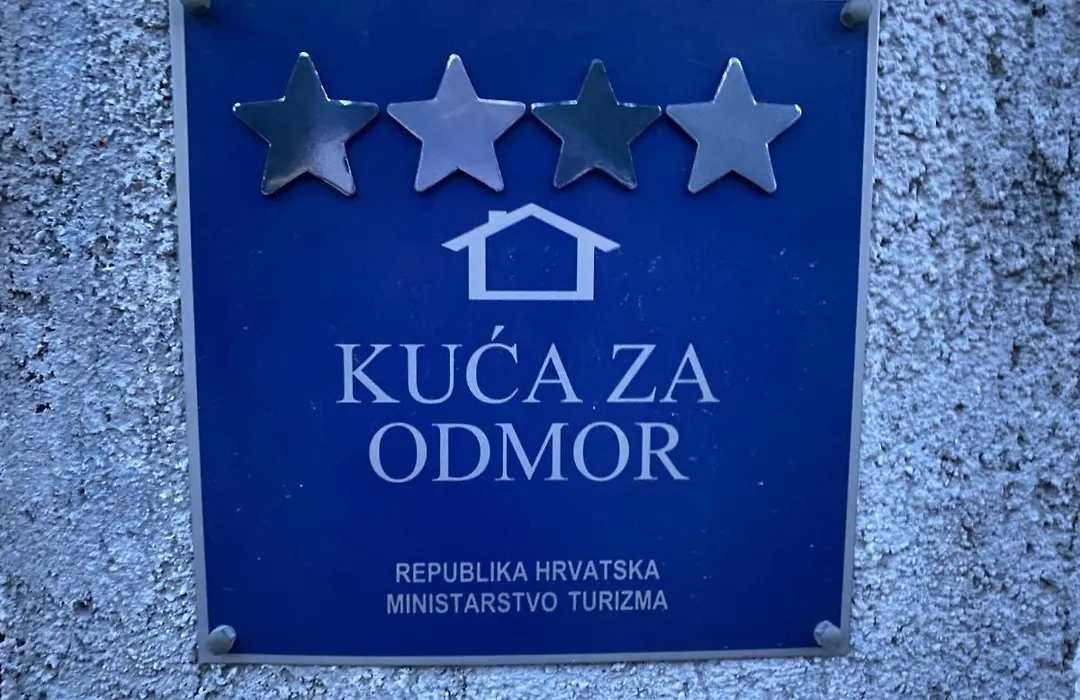 KUĆA ZA
ODMOR
REPUBLIKA HRVATSKA
MINISTARSTVO TURIZMA